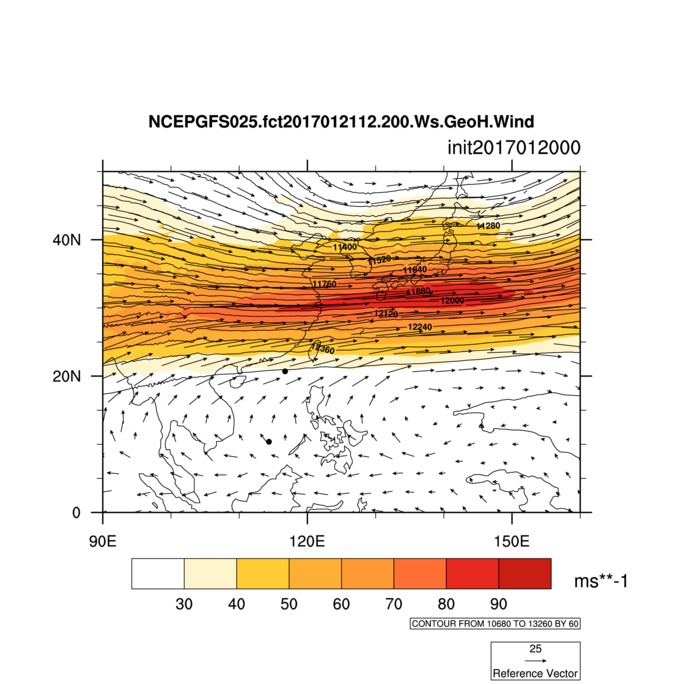 NCEPGFS025.fct2017012112.200.Ws.GeoH.Wind
init2017012000
40N
20N
0
11280
11400
11520
11640
11760
11880
12000
12120
12240
12360
90E 120E 150E
30 40 50 60 70 80 90
ms**-1
CONTOUR FROM 10680 TO 13260 BY 60
25
Reference Vector